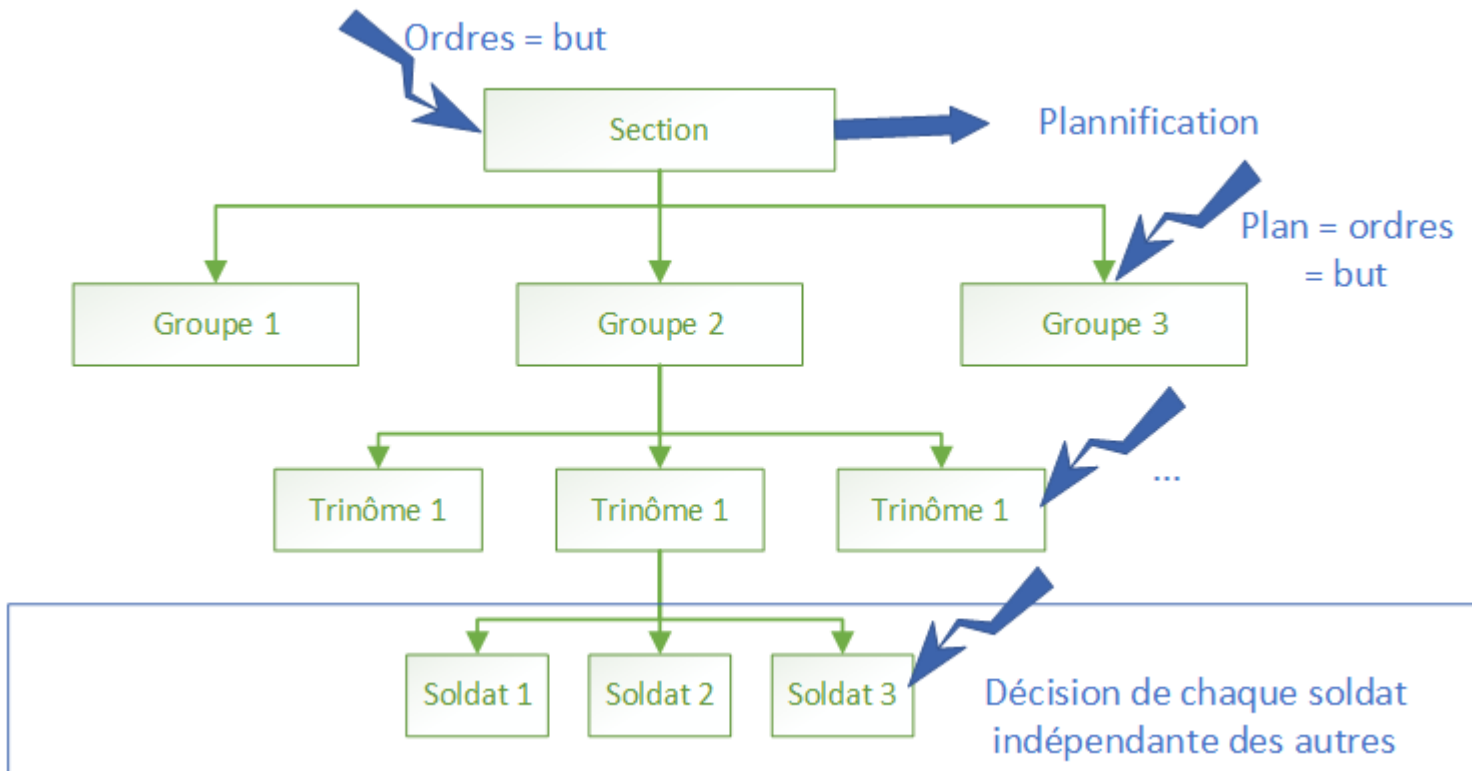 Ordres = but
Section
Plannification
Plan = ordres
= but
Groupe 1
Groupe 2
Groupe 3
...
Trinôme 1
Trinôme 1
Trinôme 1
Soldat 1
Soldat 2
Soldat 3
Décision de chaque soldat
indépendante des autres